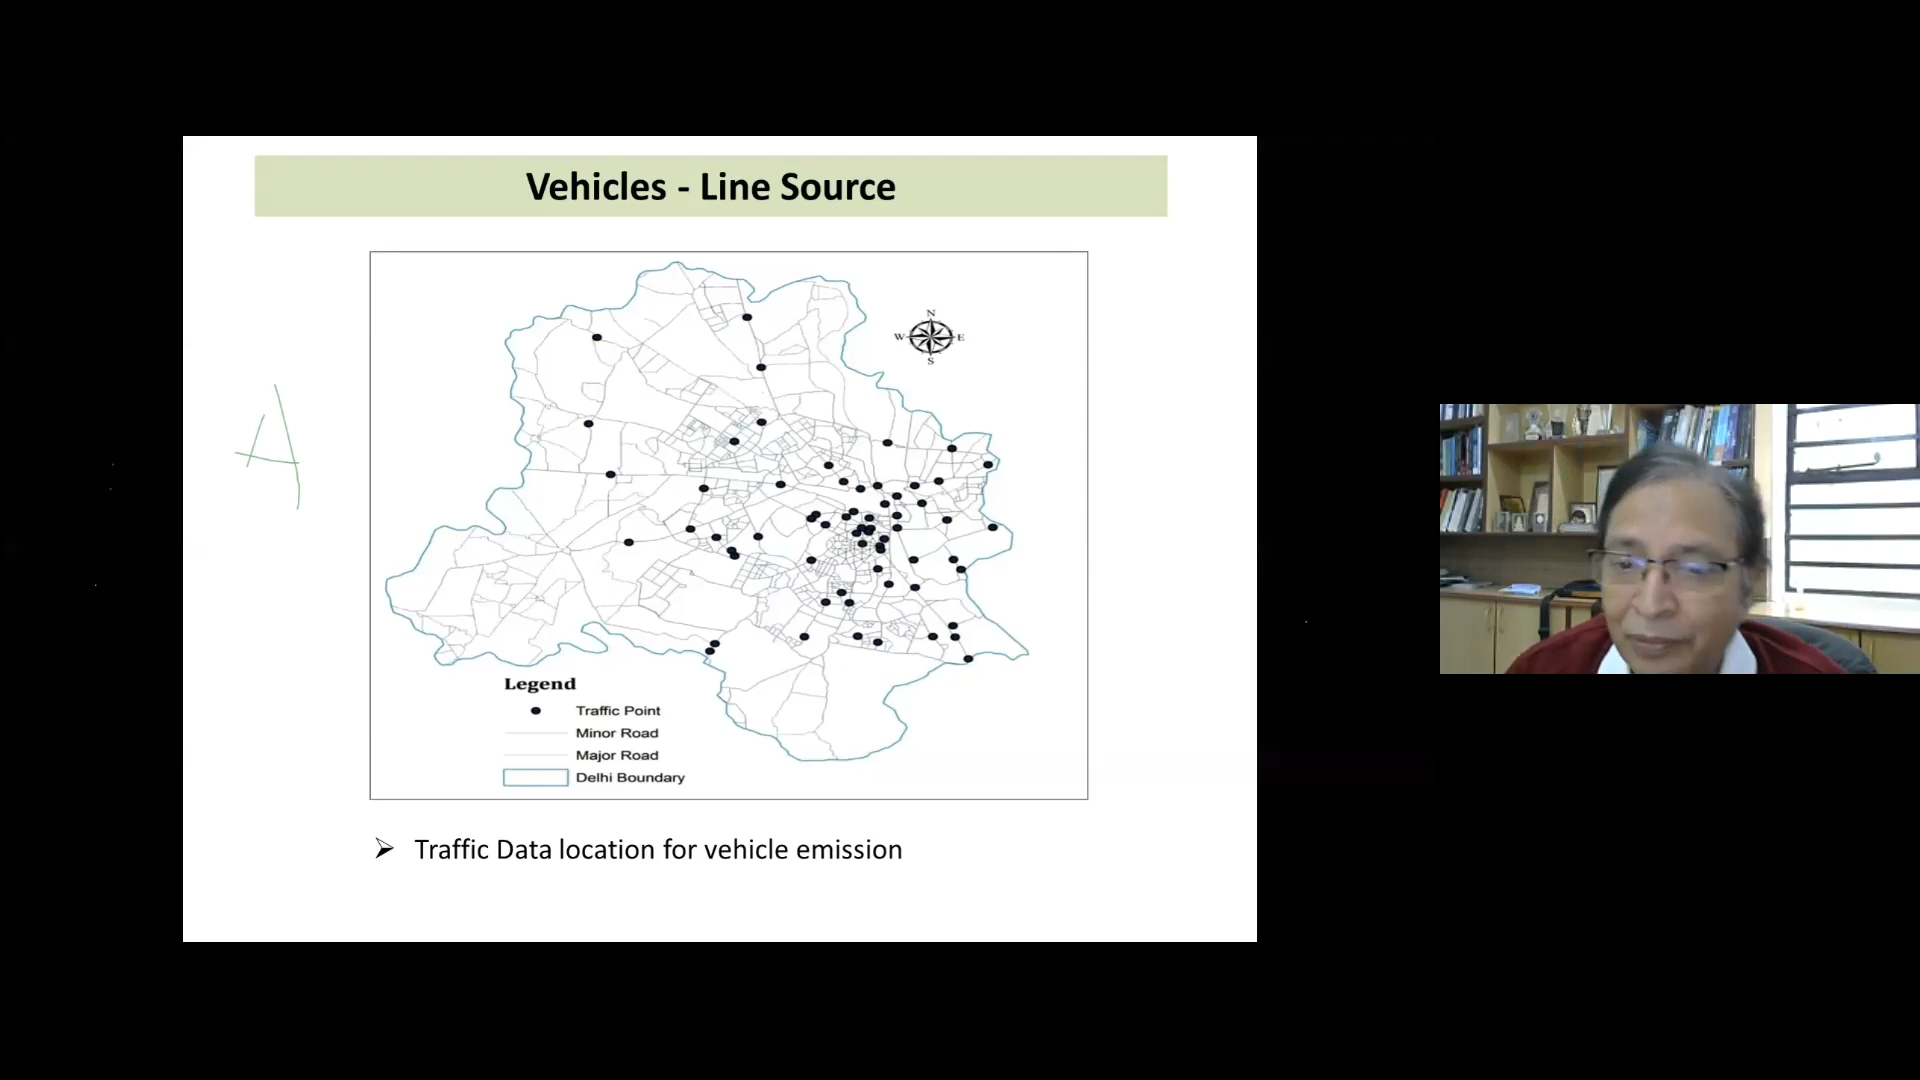 Vehicles - Line Source
N
W E
S
A
Legend
Traffic Point
Minor Road
Major Road
Delhi Boundary
➢ Traffic Data location for vehicle emission